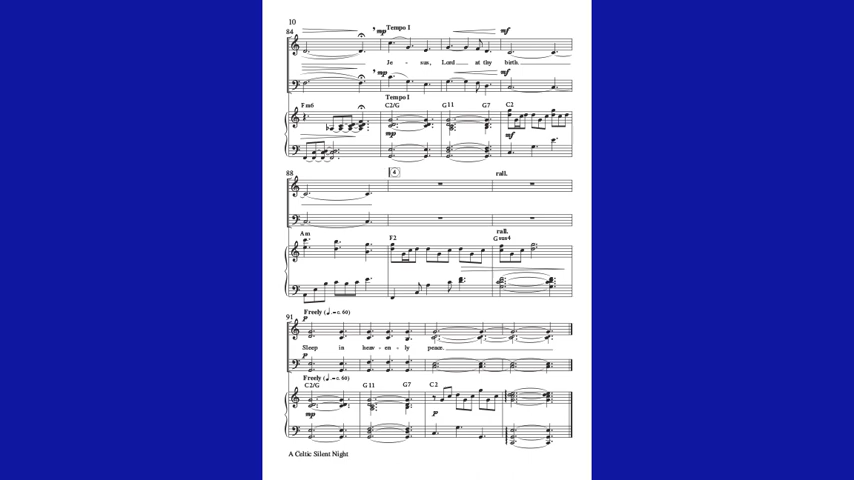 10
84
mp Tempo I mf
Je - sus, Lord at thy birth.
mp mf
Tempo I
Fm6 C2/G G11 G7 C2
mp mf
88
4 rall.
rall.
Am F2 Gsus4
91
Freely (♩. = c. 60)
p
Sleep in heav - en - ly peace.
p
Freely (♩. = c. 60)
C2/G G11 G7 C2
mp p
A Celtic Silent Night